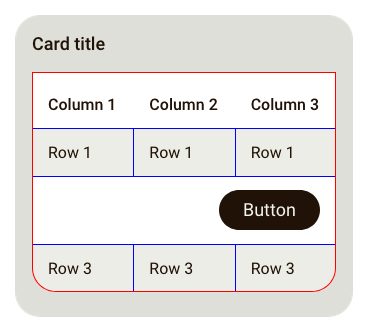 Card title
Column 1 Column 2 Column 3
Row 1 Row 1 Row 1
Button
Row 3 Row 3 Row 3